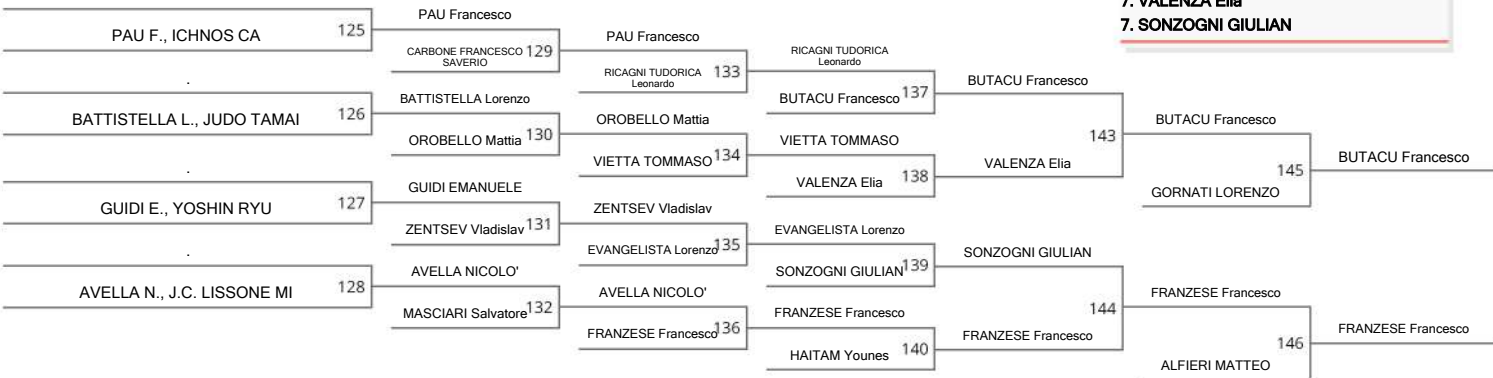 7. VALENZA Elia
7. SONZOGNI GIULIAN
PAU F., ICHNOS CA
125
.
BATTISTELLA L., JUDO TAMAI
126
.
GUIDI E., YOSHIN RYU
127
.
AVELLA N., J.C. LISSONE MI
128
PAU Francesco
CARBONE FRANCESCO
SAVERIO
129
BATTISTELLA Lorenzo
OROBELLO Mattia
130
GUIDI EMANUELE
ZENTSEV Vladislav
131
AVELLA NICOLO'
MASCIARI Salvatore
132
PAU Francesco
RICAGNI TUDORICA
Leonardo
133
OROBELLO Mattia
VIETTA TOMMASO
134
ZENTSEV Vladislav
EVANGELISTA Lorenzo
135
AVELLA NICOLO'
FRANZESE Francesco
136
RICAGNI TUDORICA
Leonardo
BUTACU Francesco
137
VIETTA TOMMASO
VALENZA Elia
138
EVANGELISTA Lorenzo
SONZOGNI GIULIAN
139
FRANZESE Francesco
HAITAM Younes
140
BUTACU Francesco
VALENZA Elia
143
SONZOGNI GIULIAN
FRANZESE Francesco
144
BUTACU Francesco
GORNATI LORENZO
145
FRANZESE Francesco
ALFIERI MATTEO
146
BUTACU Francesco
FRANZESE Francesco